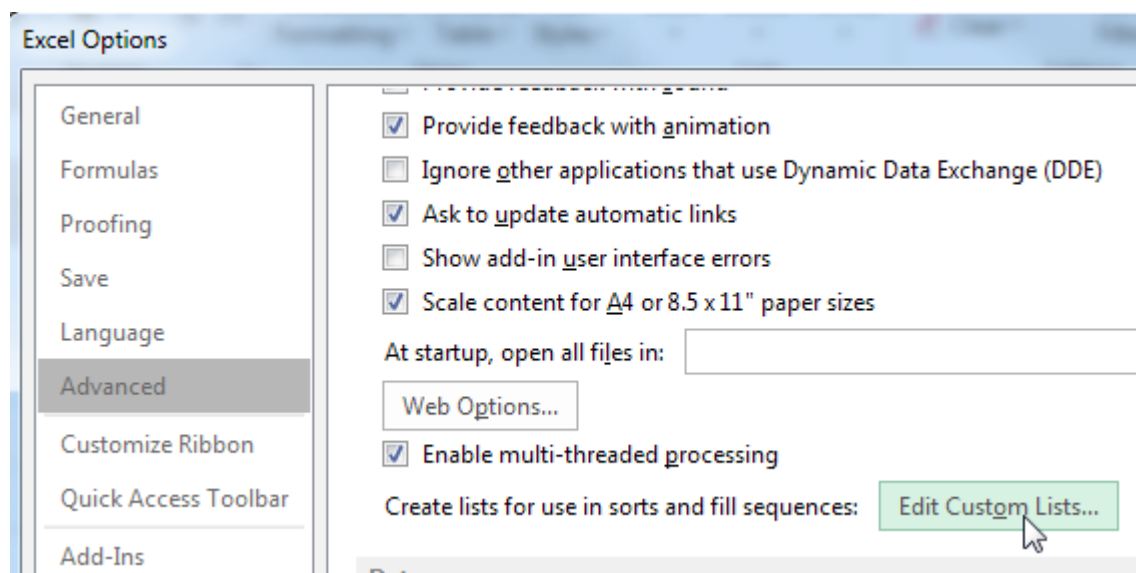 Excel Options
General
Formulas
Proofing
Save
Language
Advanced
Customize Ribbon
Quick Access Toolbar
Add-Ins
Provide feedback with animation
Ignore other applications that use Dynamic Data Exchange (DDE)
Ask to update automatic links
Show add-in user interface errors
Scale content for A4 or 8.5 x 11" paper sizes
At startup, open all files in:
Web Options...
Enable multi-threaded processing
Create lists for use in sorts and fill sequences: Edit Custom Lists...